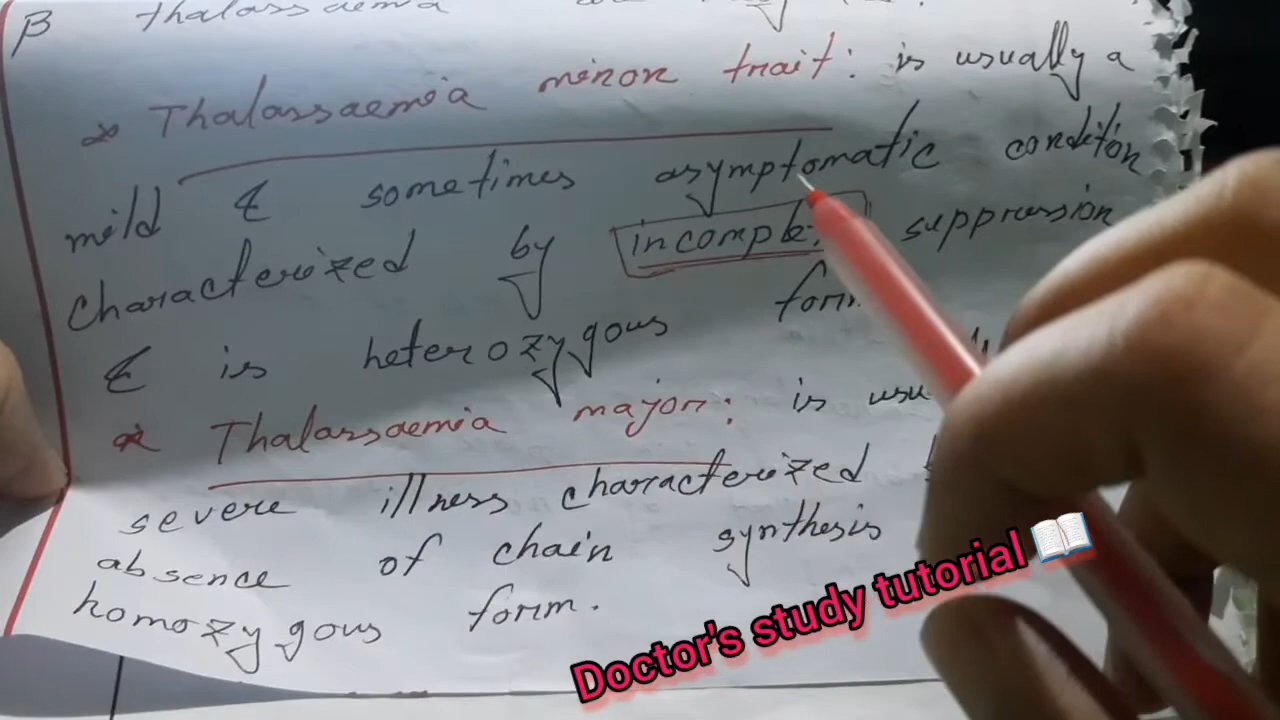 β thalassaemia
* Thalassaemia minor trait: is usually a
mild & sometimes asymptomatic condition
characterized by incomple suppression
& is heterozygous form
* Thalassaemia major: is usu
severe illness characterized
absence of chain synthesis
homozygous form.
Doctor's study tutorial 📖